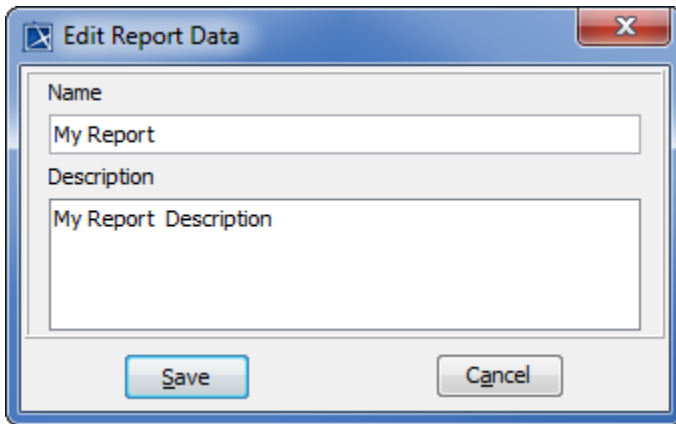 Edit Report Data
Name
My Report
Description
My Report  Description
Save
Cancel